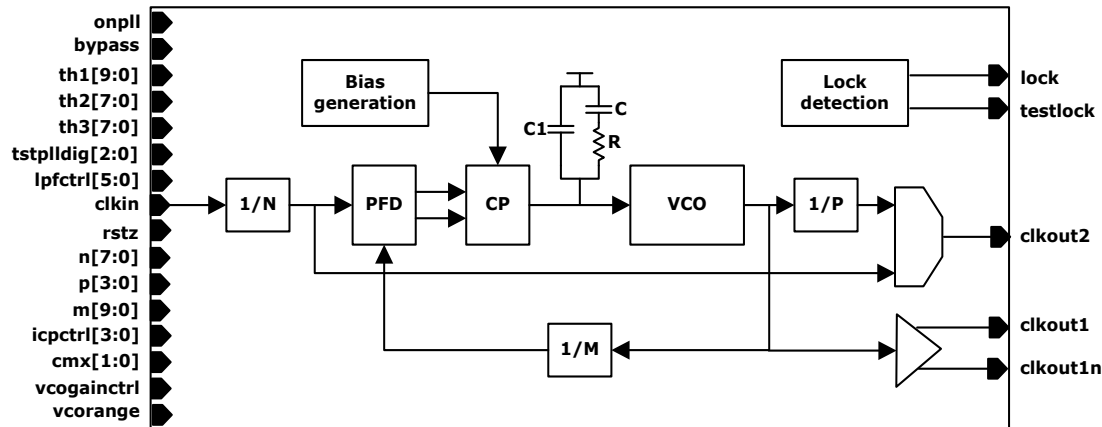 onpll
bypass
th1[9:0]
th2[7:0]
th3[7:0]
tstplldig[2:0]
lpfctrl[5:0]
clkin
rstz
n[7:0]
p[3:0]
m[9:0]
icpctrl[3:0]
cmx[1:0]
vcogainctrl
vcorange
Bias
generation
C1
C
R
Lock
detection
lock
testlock
1/N
PFD
CP
VCO
1/P
clkout2
1/M
clkout1
clkout1n